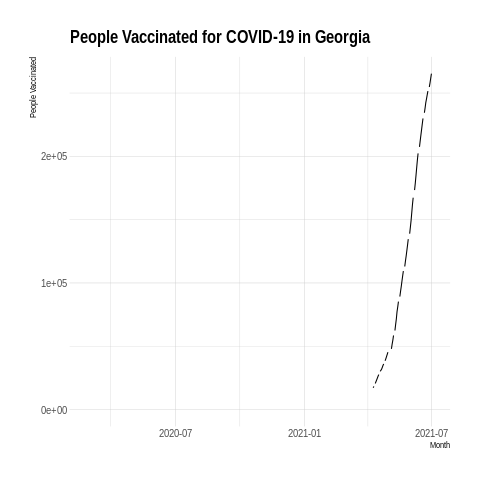 People Vaccinated for COVID-19 in Georgia
People Vaccinated
2e+05
1e+05
0e+00
2020-07
2021-01
2021-07
Month